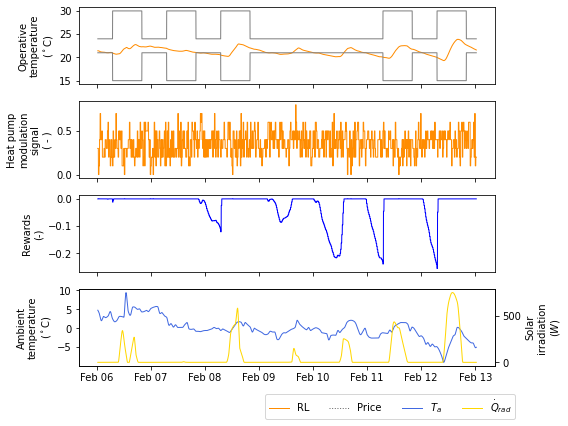 Operative
temperature
(°C)
30
25
20
15
Heat pump
modulation
signal
( - )
0.5
0.0
Rewards
(-)
0.0
−0.1
−0.2
Ambient
temperature
(°C)
10
5
0
−5
500
0
Solar
irradiation
(W)
Feb 06 Feb 07 Feb 08 Feb 09 Feb 10 Feb 11 Feb 12 Feb 13
RL Price T_a Q̇_rad